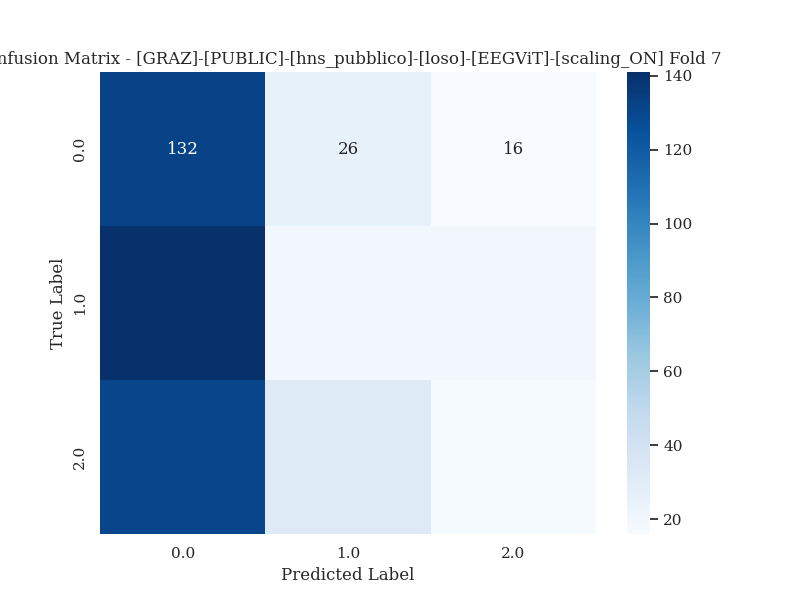 nfusion Matrix - [GRAZ]-[PUBLIC]-[hns_pubblico]-[loso]-[EEGViT]-[scaling_ON] Fold 7
True Label
0.0
1.0
2.0
132 26 16
0.0 1.0 2.0
Predicted Label
140
120
100
80
60
40
20